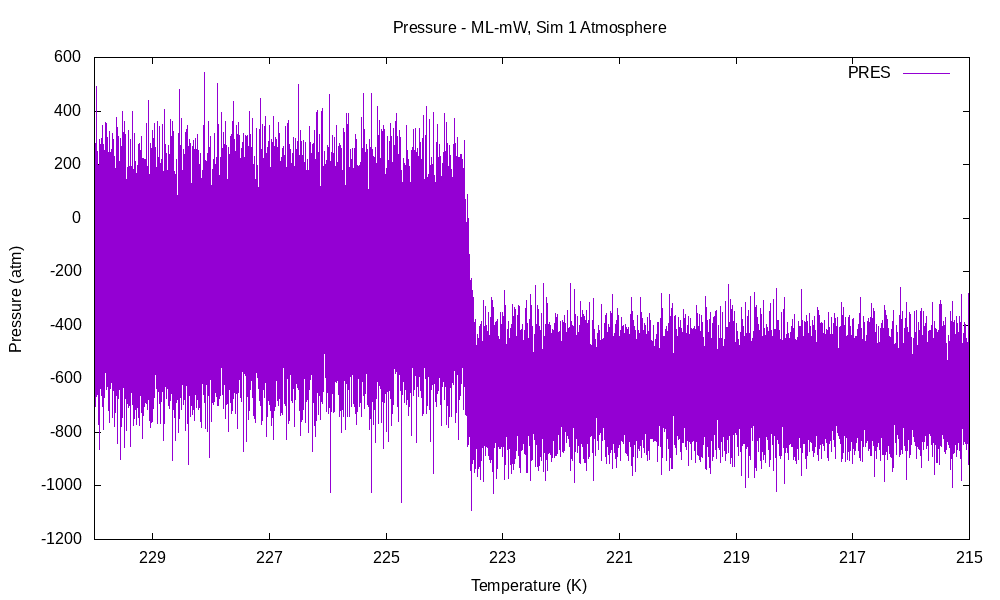 Pressure - ML-mW, Sim 1 Atmosphere
PRES
600
400
200
0
-200
-400
-600
-800
-1000
-1200
Pressure (atm)
229 227 225 223 221 219 217 215
Temperature (K)